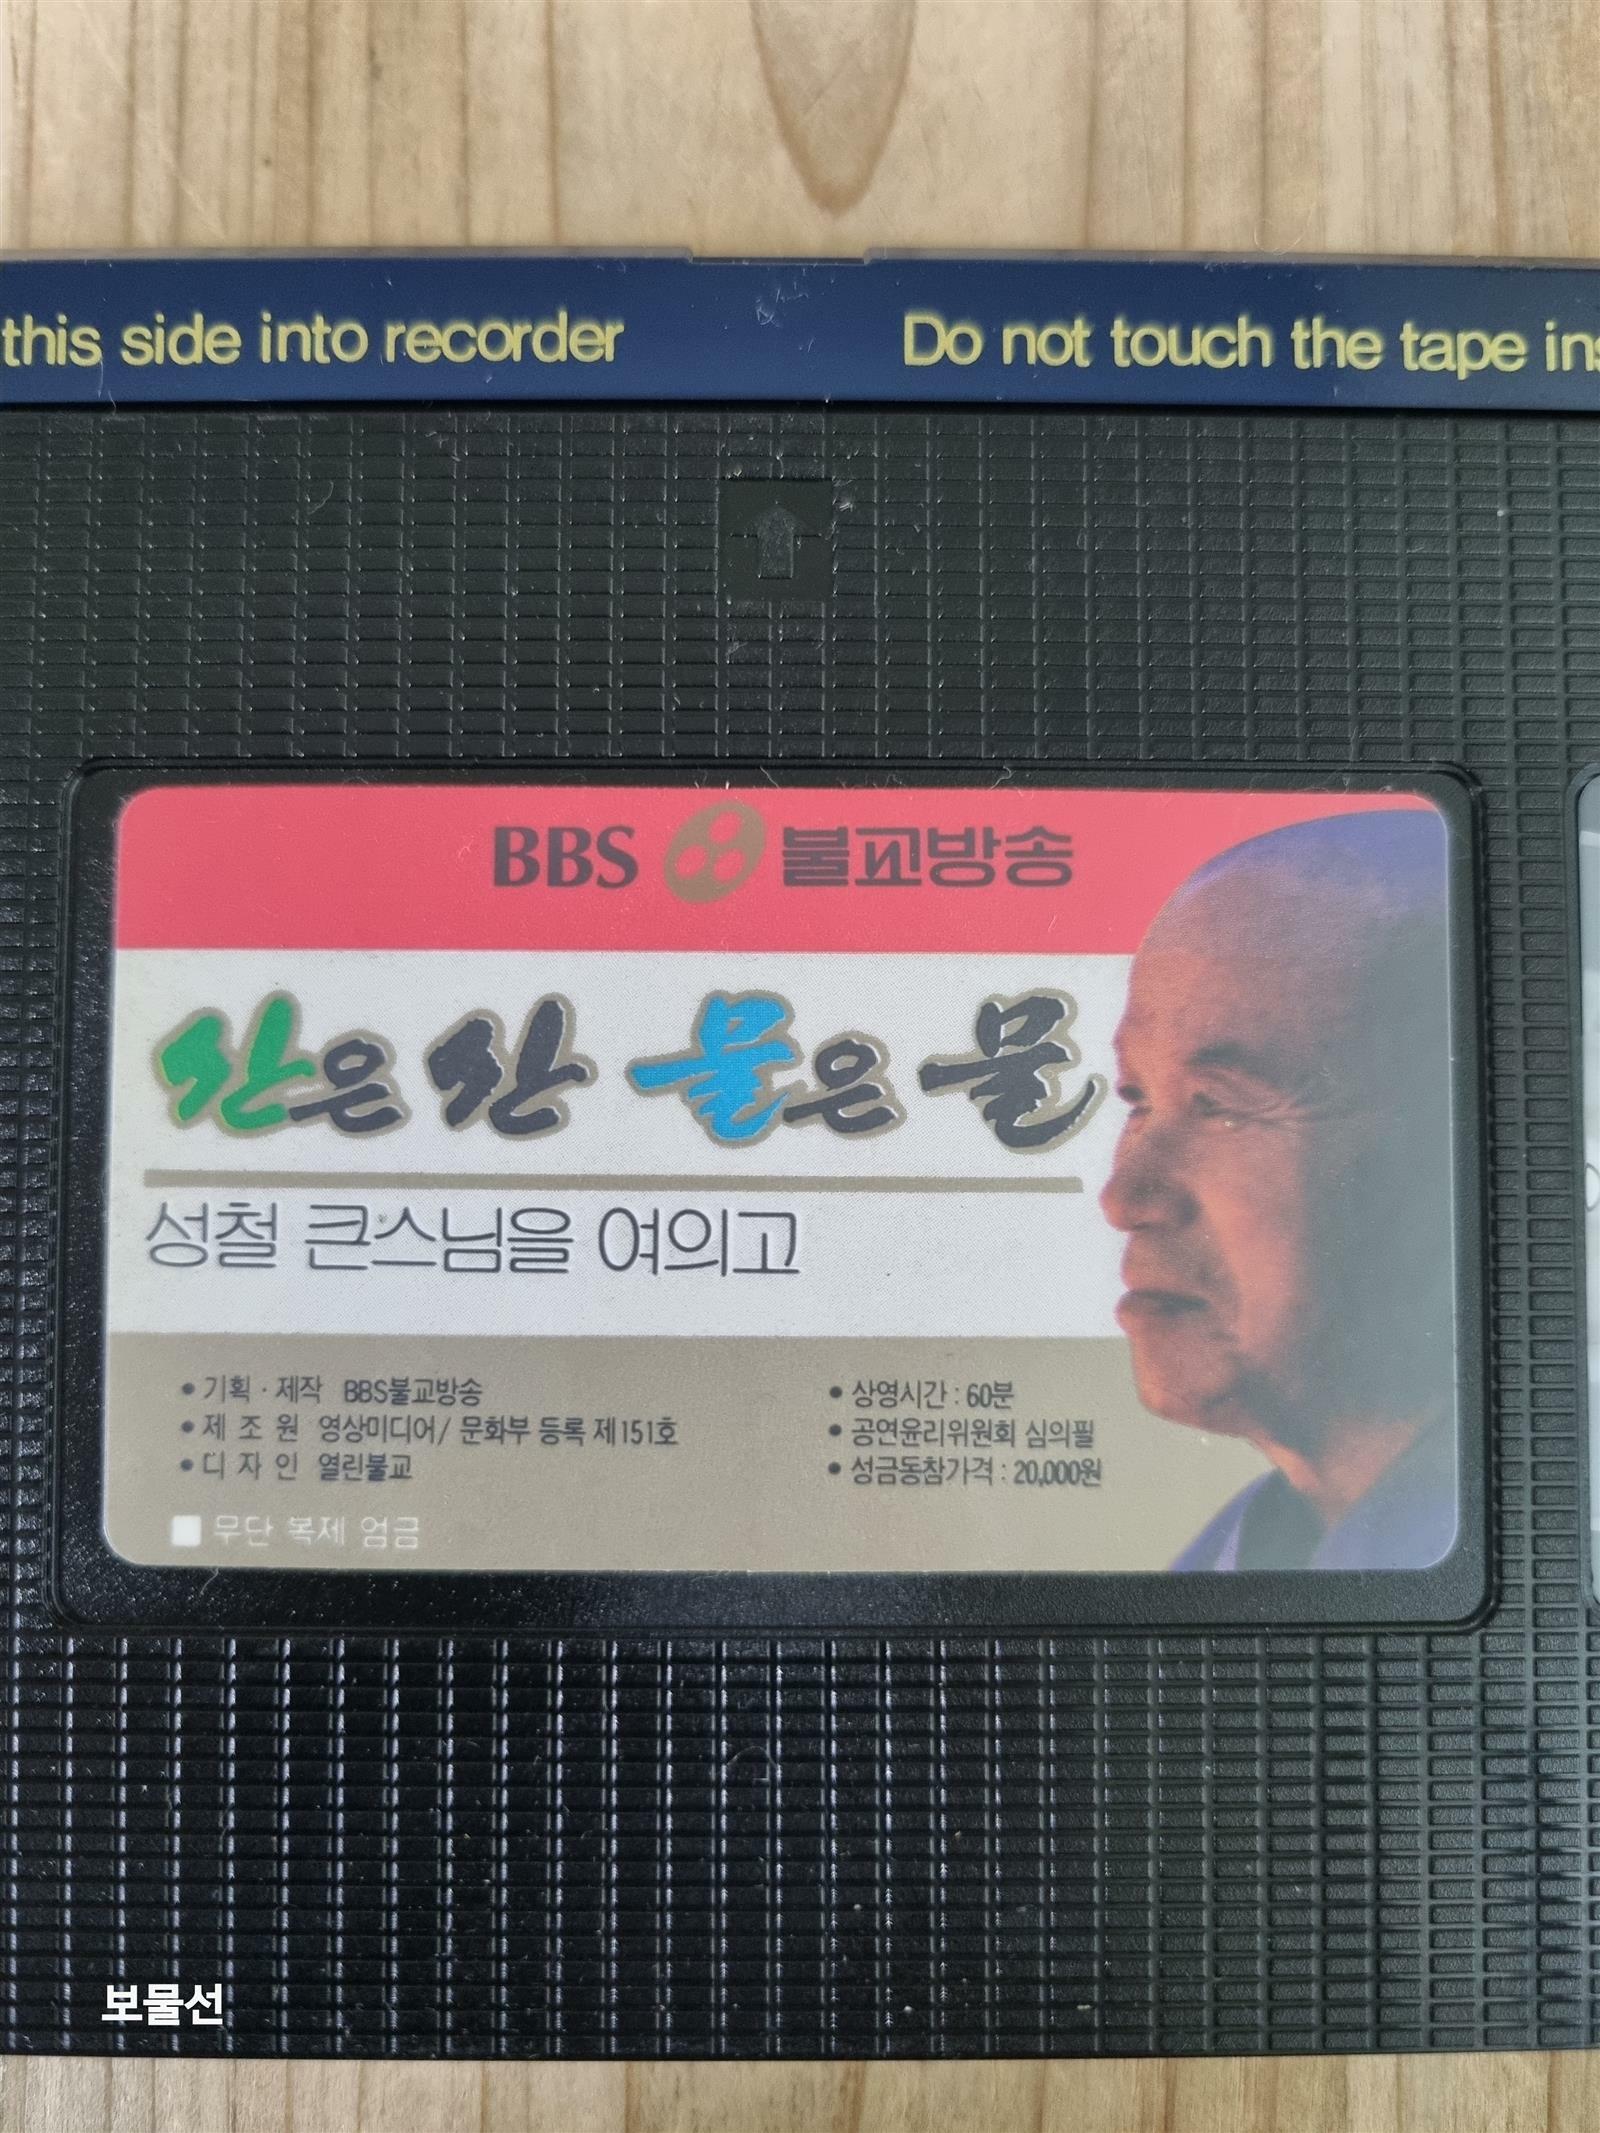 this side into recorder Do not touch the tape ins
BBS 불교방송
산은 산 물은 물
성철 큰스님을 여의고
• 기획 · 제작 BBS불교방송
• 제 조 원 영상미디어/ 문화부 등록 제151호
• 디 자 인 열린불교
■ 무단 복제 엄금
• 상영시간 : 60분
• 공연윤리위원회 심의필
• 성금동참가격 : 20,000원
보물선